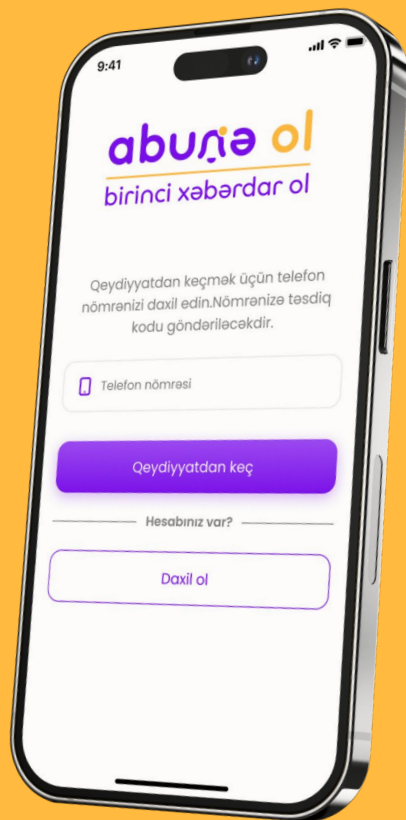 9:41
abunə ol
birinci xəbərdar ol
Qeydiyyatdan keçmək üçün telefon
nömrənizi daxil edin.Nömrənizə təsdiq
kodu göndəriləcəkdir.
Telefon nömrəsi
Qeydiyyatdan keç
Hesabınız var?
Daxil ol